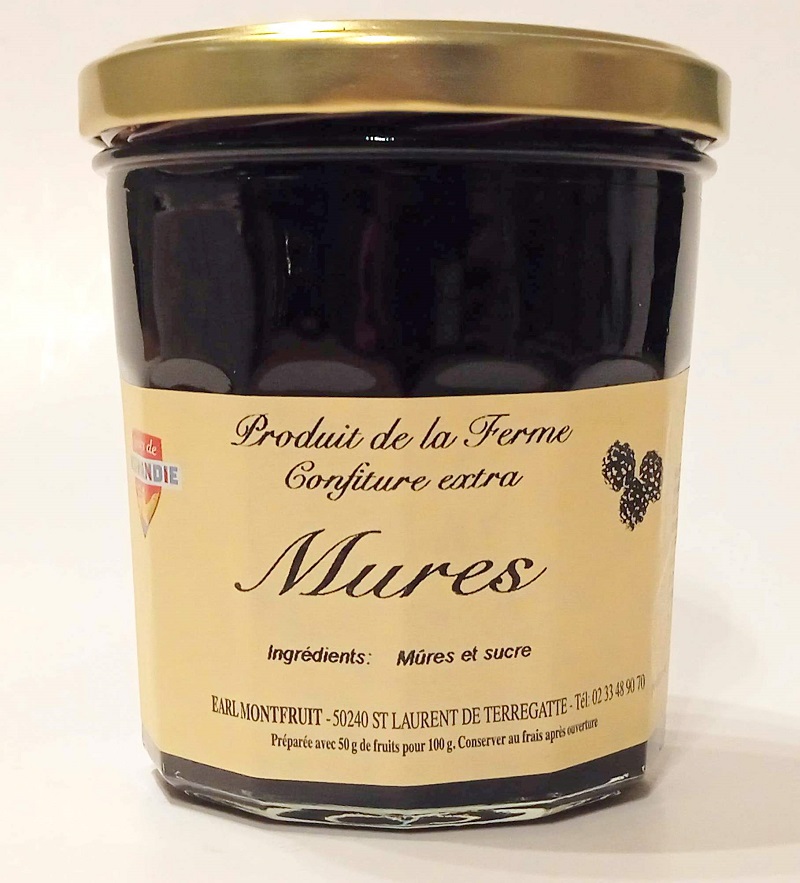 Produit de la Ferme
Confiture extra
de
Mures
Ingrédients: Mûres et sucre
EARL MONTFRUIT - 50240 ST LAURENT DE TERREGATTE - Tél: 02 33 48 90 70
Préparée avec 50 g de fruits pour 100 g. Conserver au frais après ouverture